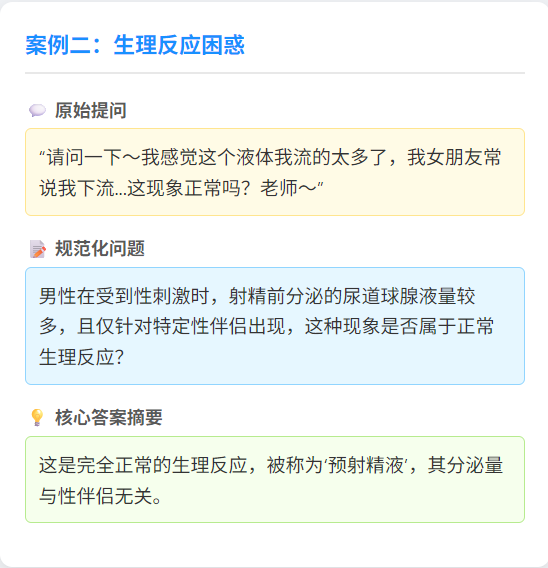 案例二：生理反应困惑
原始提问
“请问一下～我感觉这个液体我流的太多了，我女朋友常
说我下流...这现象正常吗？老师～”
规范化问题
男性在受到性刺激时，射精前分泌的尿道球腺液量较
多，且仅针对特定性伴侣出现，这种现象是否属于正常
生理反应？
核心答案摘要
这是完全正常的生理反应，被称为‘预射精液’，其分泌量
与性伴侣无关。